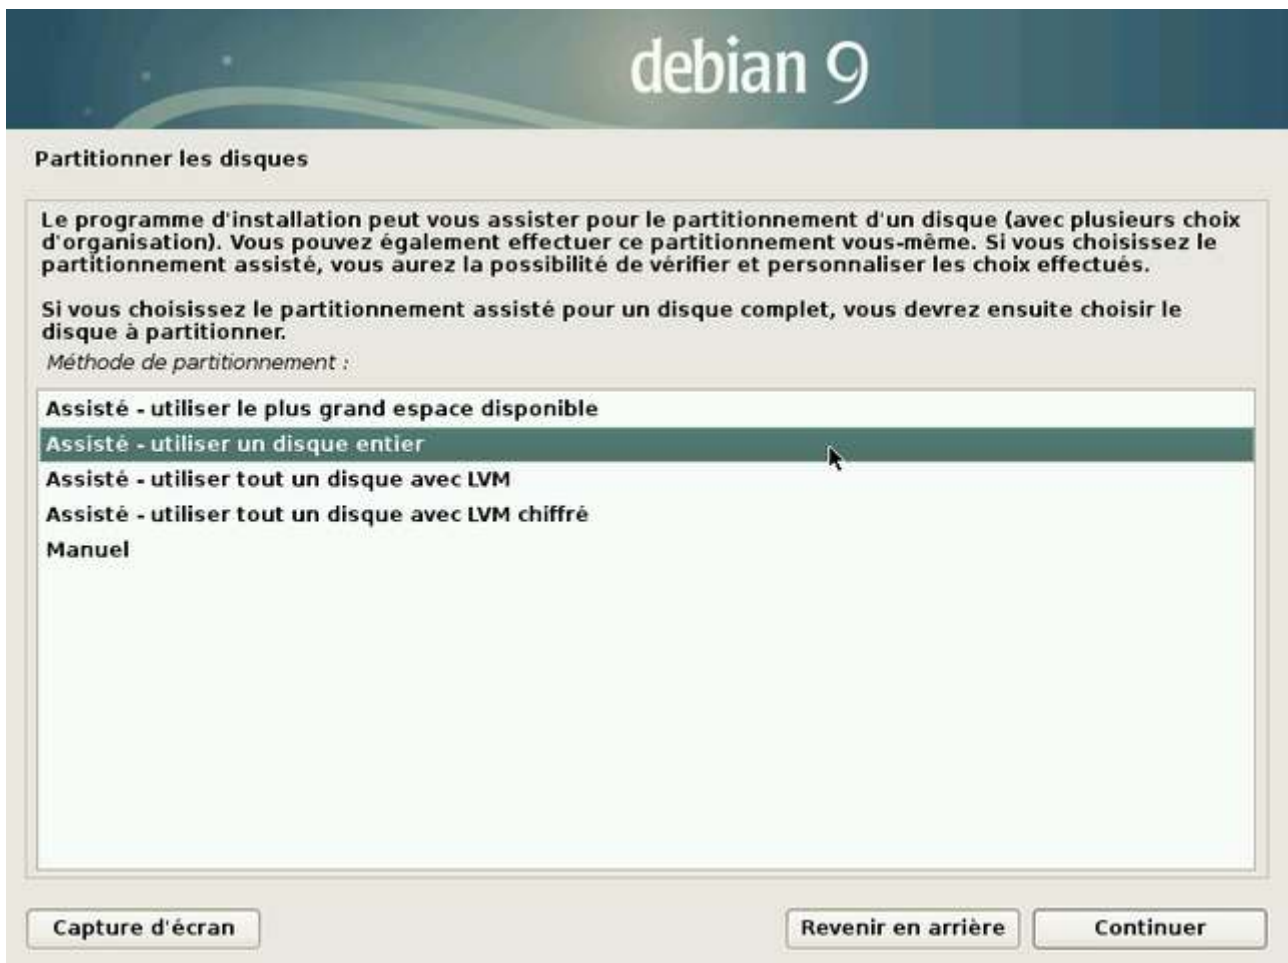 debian 9
Partitionner les disques
Le programme d'installation peut vous assister pour le partitionnement d'un disque (avec plusieurs choix
d'organisation). Vous pouvez également effectuer ce partitionnement vous-même. Si vous choisissez le
partitionnement assisté, vous aurez la possibilité de vérifier et personnaliser les choix effectués.
Si vous choisissez le partitionnement assisté pour un disque complet, vous devrez ensuite choisir le
disque à partitionner.
Méthode de partitionnement :
Assisté - utiliser le plus grand espace disponible
Assisté - utiliser un disque entier
Assisté - utiliser tout un disque avec LVM
Assisté - utiliser tout un disque avec LVM chiffré
Manuel
Capture d'écran
Revenir en arrière
Continuer